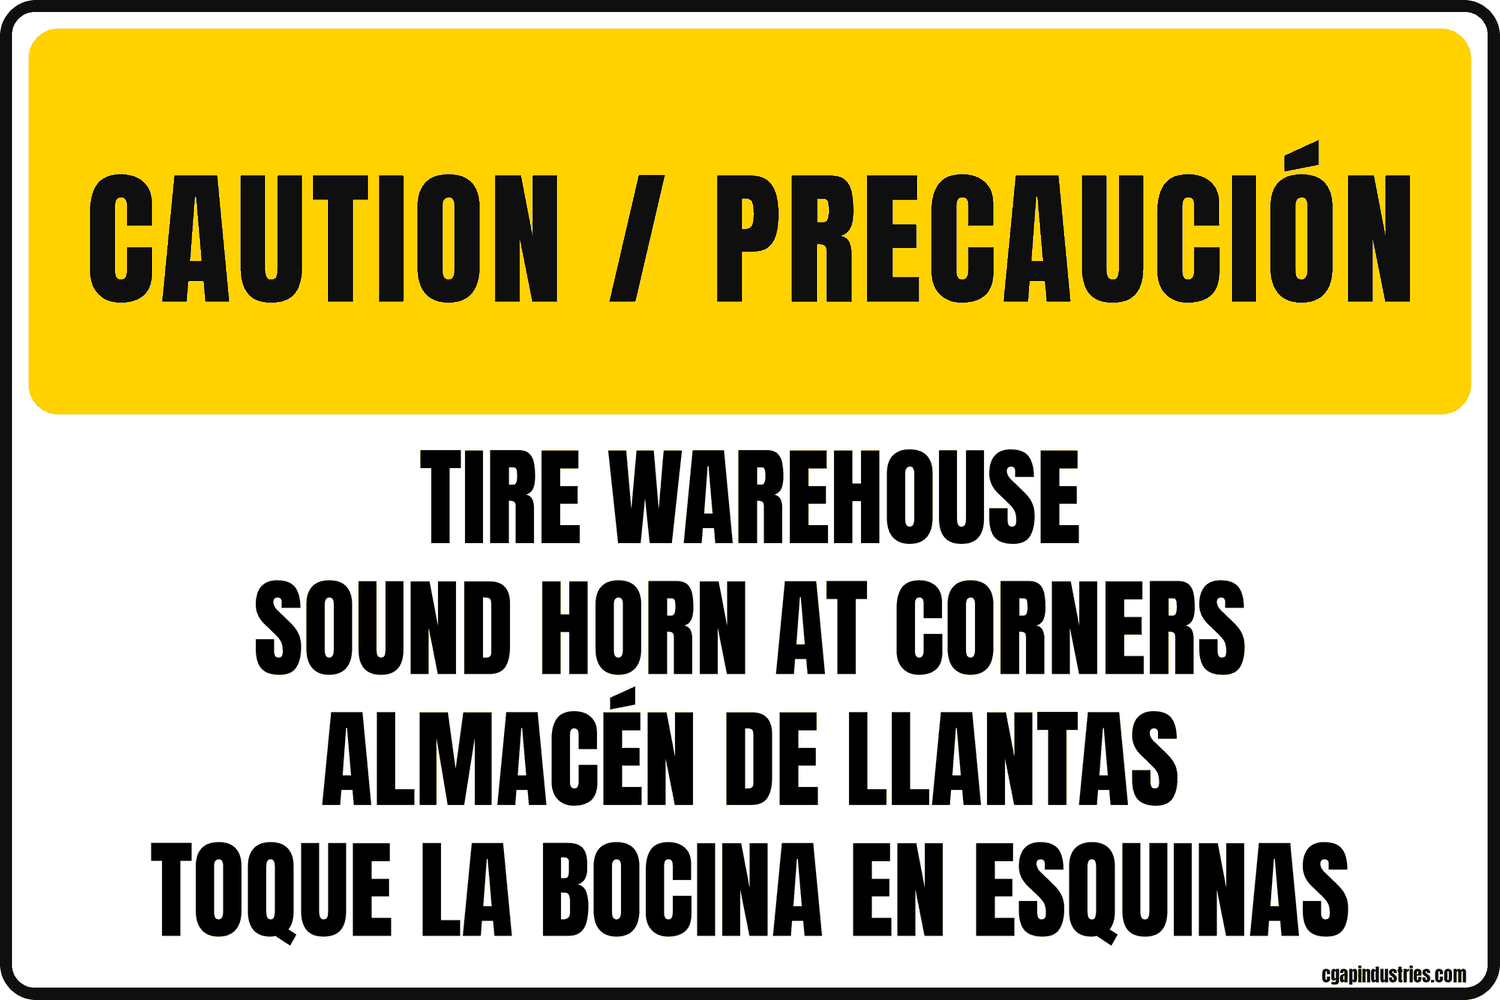 CAUTION / PRECAUCIÓN
TIRE WAREHOUSE
SOUND HORN AT CORNERS
ALMACÉN DE LLANTAS
TOQUE LA BOCINA EN ESQUINAS
cgapindustries.com